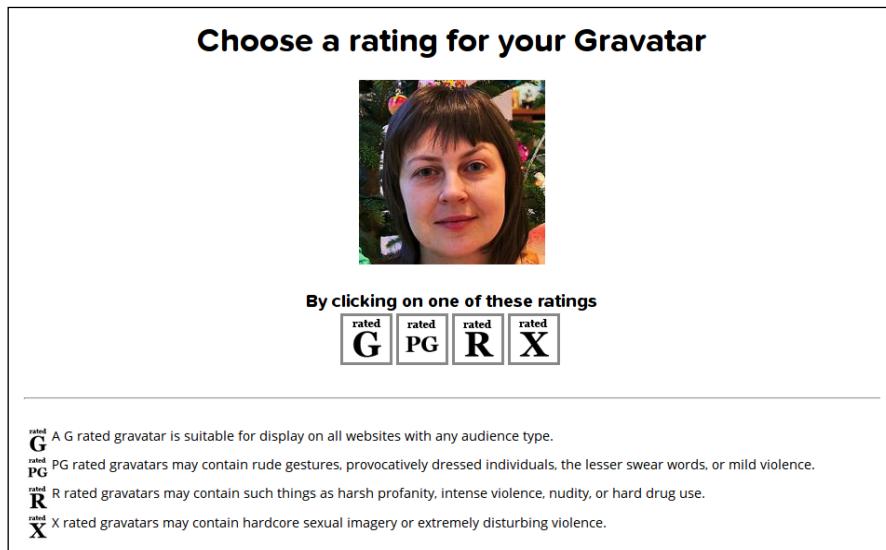 Choose a rating for your Gravatar
By clicking on one of these ratings
rated rated rated rated
G PG R X
rated G A G rated gravatar is suitable for display on all websites with any audience type.
rated PG PG rated gravatars may contain rude gestures, provocatively dressed individuals, the lesser swear words, or mild violence.
rated R R rated gravatars may contain such things as harsh profanity, intense violence, nudity, or hard drug use.
rated X X rated gravatars may contain hardcore sexual imagery or extremely disturbing violence.